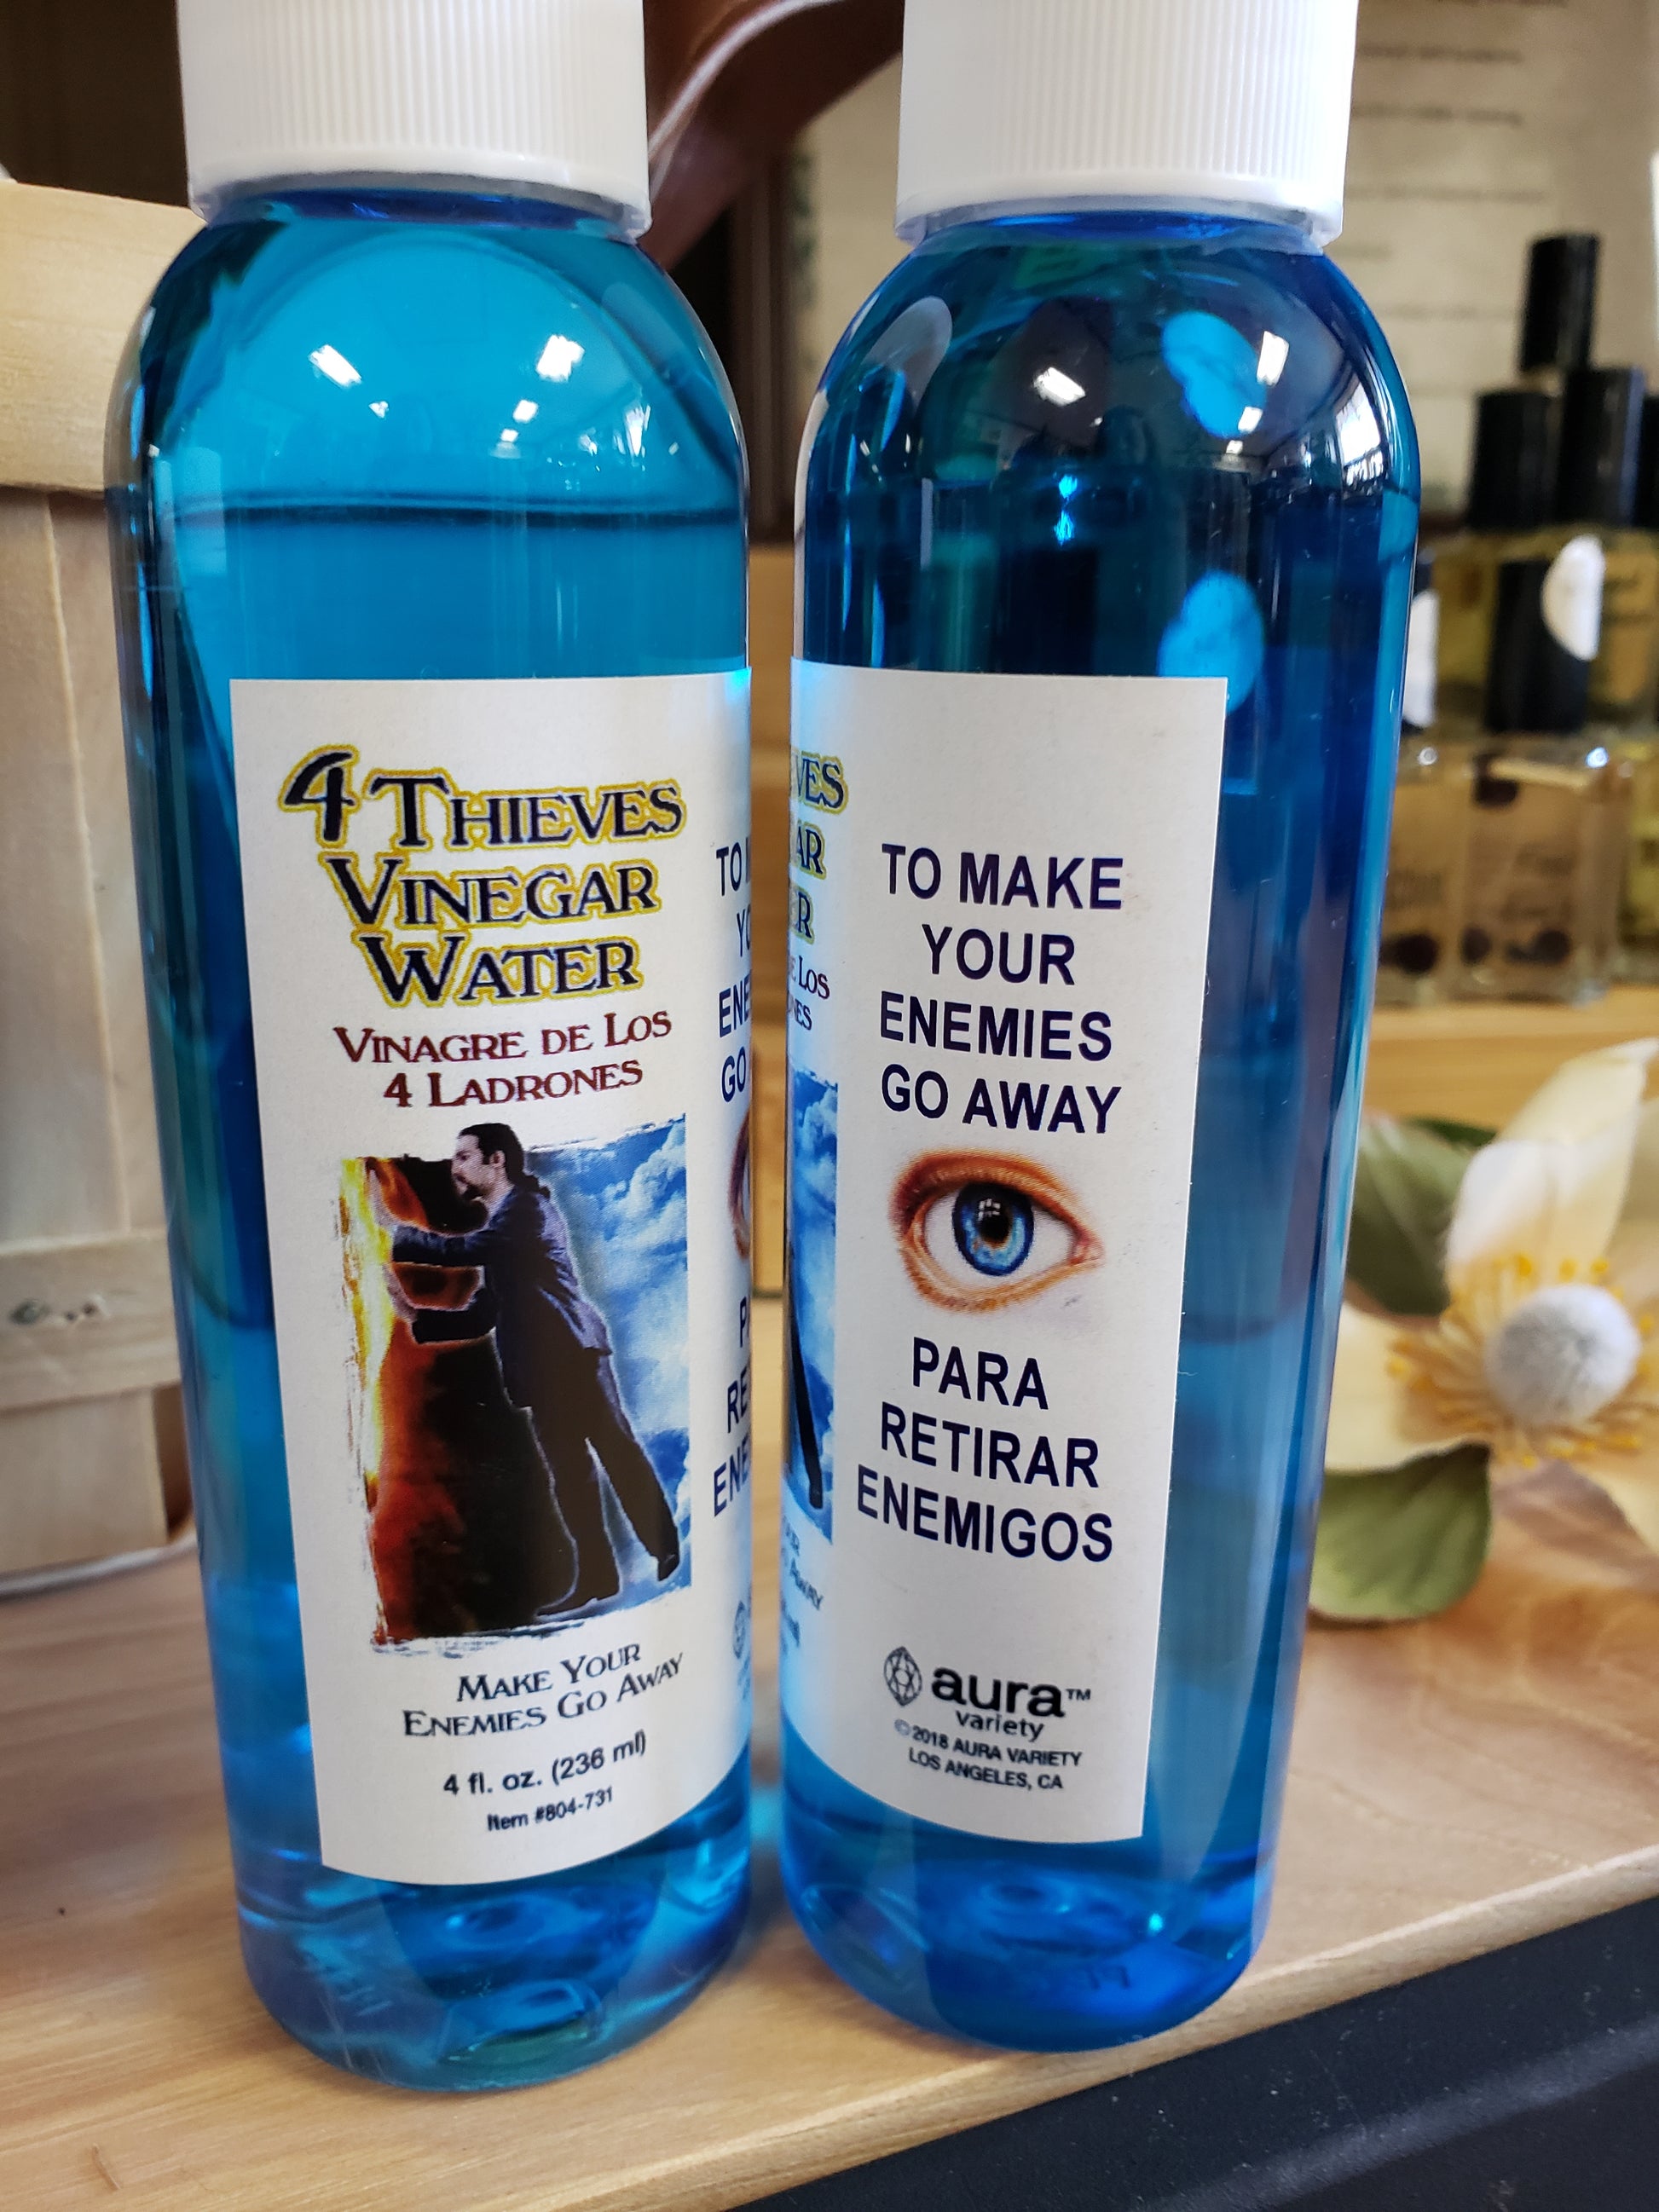 4 THIEVES
VINEGAR
WATER
VINAGRE DE LOS
4 LADRONES
MAKE YOUR
ENEMIES GO AWAY
4 fl. oz. (236 ml)
Item #804-731
TO MAKE
YOUR
ENEMIES
GO AWAY
PARA
RETIRAR
ENEMIGOS
aura™
variety
©2018 AURA VARIETY
LOS ANGELES, CA